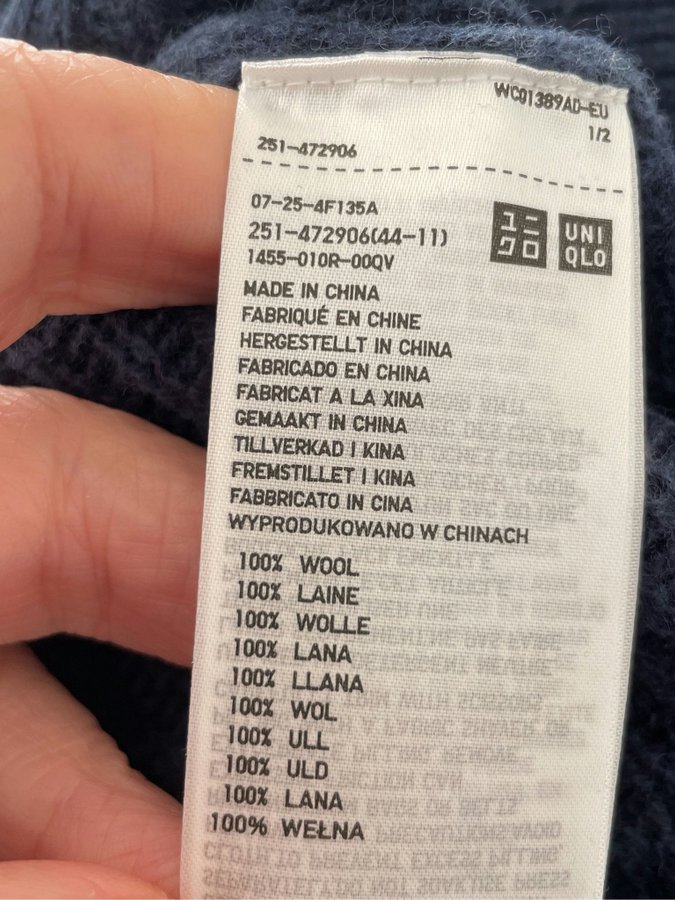 WC01389AD-EU
1/2
251-472906
07-25-4F135A
251-472906(44-11)
1455-010R-00QV
ユニ
クロ
UNI
QLO
MADE IN CHINA
FABRIQUÉ EN CHINE
HERGESTELLT IN CHINA
FABRICADO EN CHINA
FABRICAT A LA XINA
GEMAAKT IN CHINA
TILLVERKAD I KINA
FREMSTILLET I KINA
FABBRICATO IN CINA
WYPRODUKOWANO W CHINACH
100% WOOL
100% LAINE
100% WOLLE
100% LANA
100% LLANA
100% WOL
100% ULL
100% ULD
100% LANA
100% WEŁNA